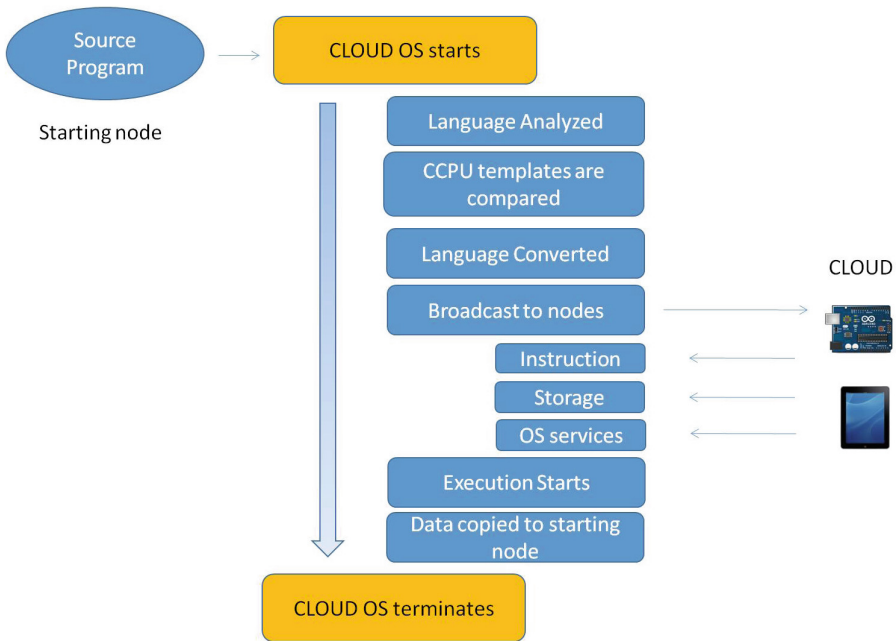 Source
Program
CLOUD OS starts
Starting node
Language Analyzed
CCPU templates are
compared
Language Converted
CLOUD
Broadcast to nodes
Instruction
Storage
OS services
Execution Starts
Data copied to starting
node
CLOUD OS terminates